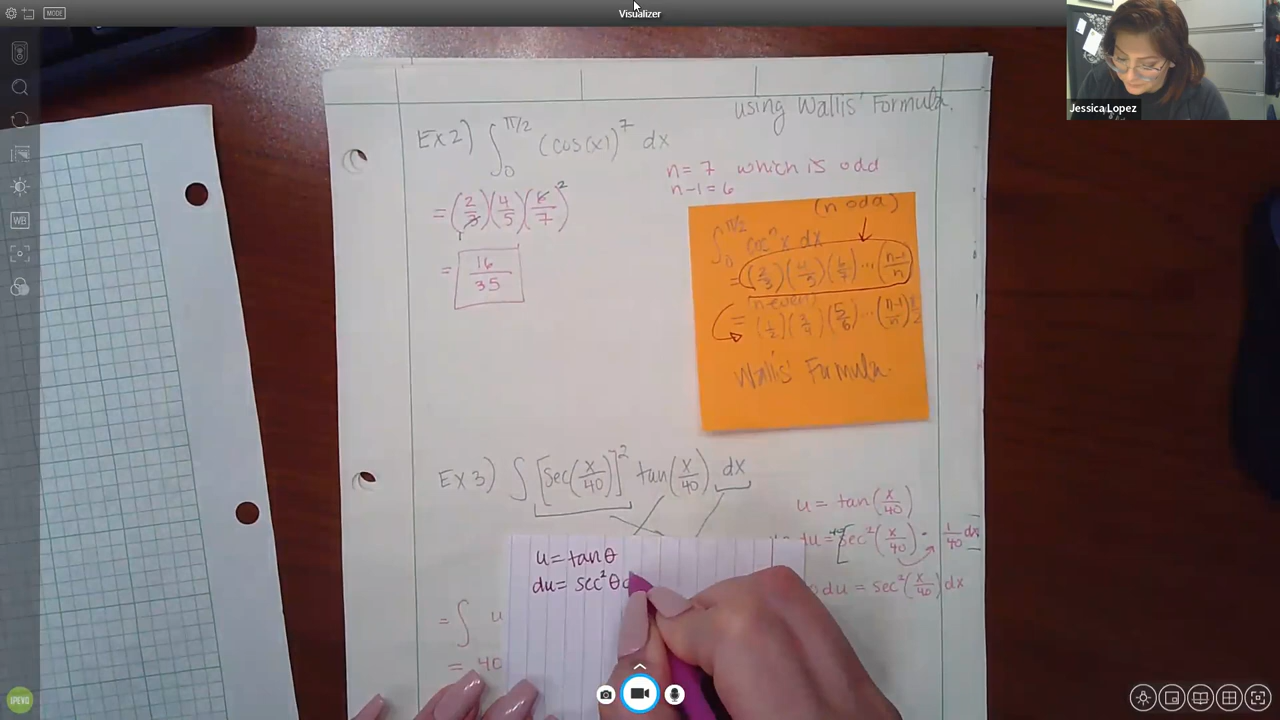 MODE
Visualizer
Jessica Lopez
WB
using Wallis' Formula.
Ex 2) ∫₀^π/2 (cos(x))⁷ dx
n = 7 which is odd
n-1 = 6
= (2/3)(4/5)(6/7)²
= 16/35
(n odd)
∫₀^π/2 cosⁿx dx
= (2/3)(4/5)(6/7)...(n-1/n)
n-even)
= (1/2)(3/4)(5/6)...(n-1/n)π/2
Wallis' Formula.
Ex 3) ∫ [sec(x/40)]² tan(x/40) dx
u = tan(x/40)
du = sec²(x/40) · 1/40 dx
du = sec²(x/40) dx
u = tanθ
du = sec²θ
= ∫ u
= 40
IPEVO